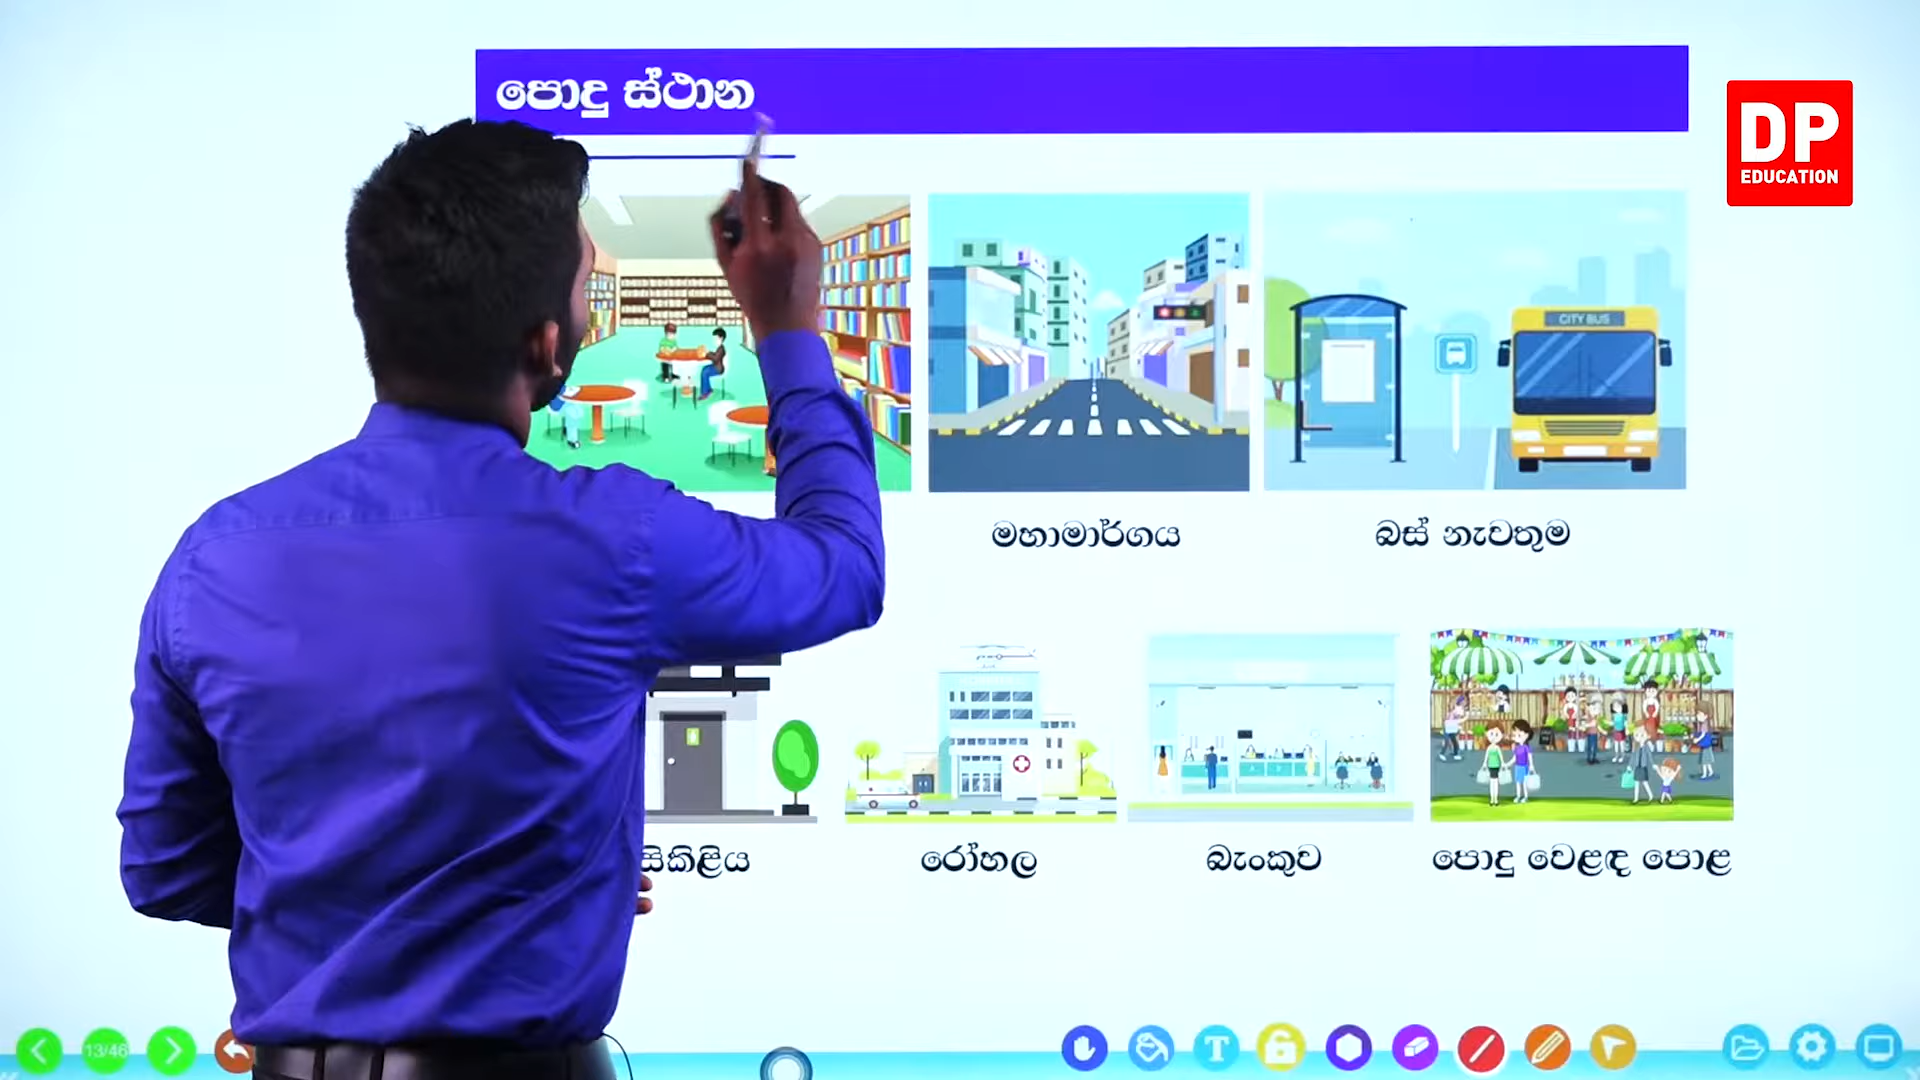 පොදු ස්ථාන
DP
EDUCATION
CITY BUS
මහාමාර්ගය
බස් නැවතුම
රෝහල
බැංකුව
පොදු වෙළඳ පොළ
13/46
T